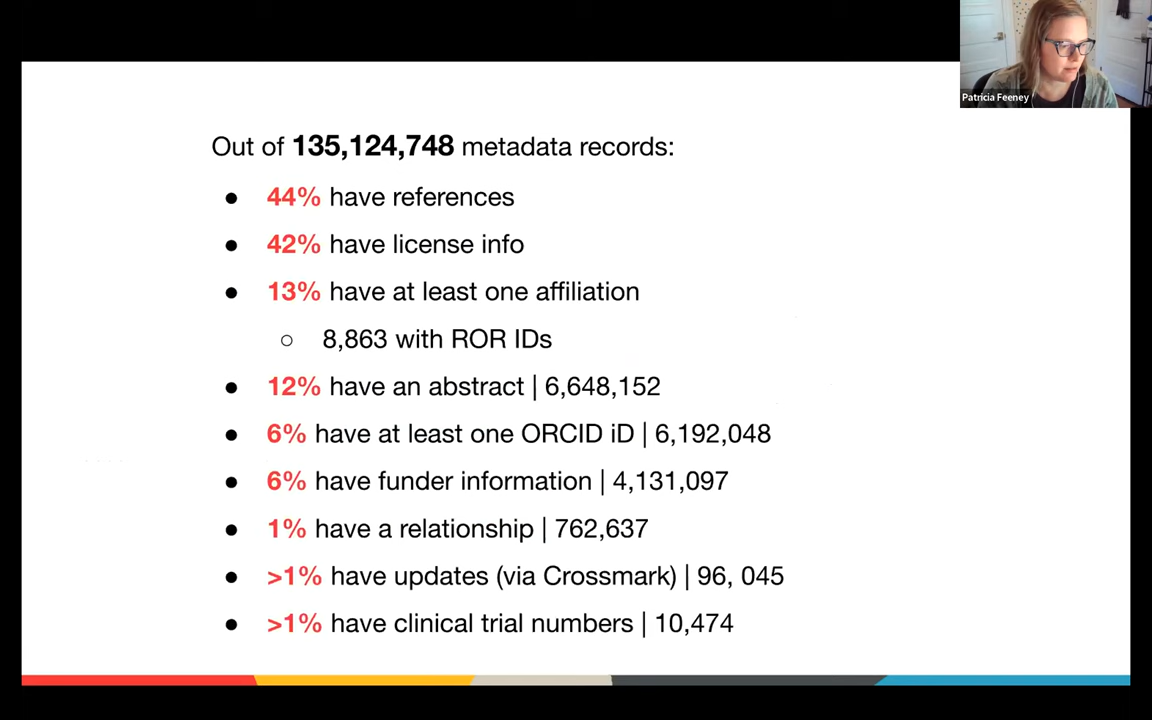 Patricia Feeney
Out of 135,124,748 metadata records:
● 44% have references
● 42% have license info
● 13% have at least one affiliation
○ 8,863 with ROR IDs
● 12% have an abstract | 6,648,152
● 6% have at least one ORCID iD | 6,192,048
● 6% have funder information | 4,131,097
● 1% have a relationship | 762,637
● >1% have updates (via Crossmark) | 96, 045
● >1% have clinical trial numbers | 10,474